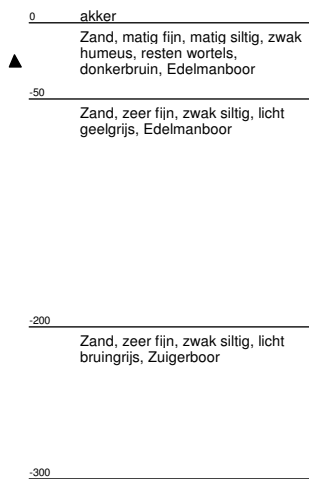 0 akker
Zand, matig fijn, matig siltig, zwak
humeus, resten wortels,
donkerbruin, Edelmanboor
-50
Zand, zeer fijn, zwak siltig, licht
geelgrijs, Edelmanboor
-200
Zand, zeer fijn, zwak siltig, licht
bruingrijs, Zuigerboor
-300